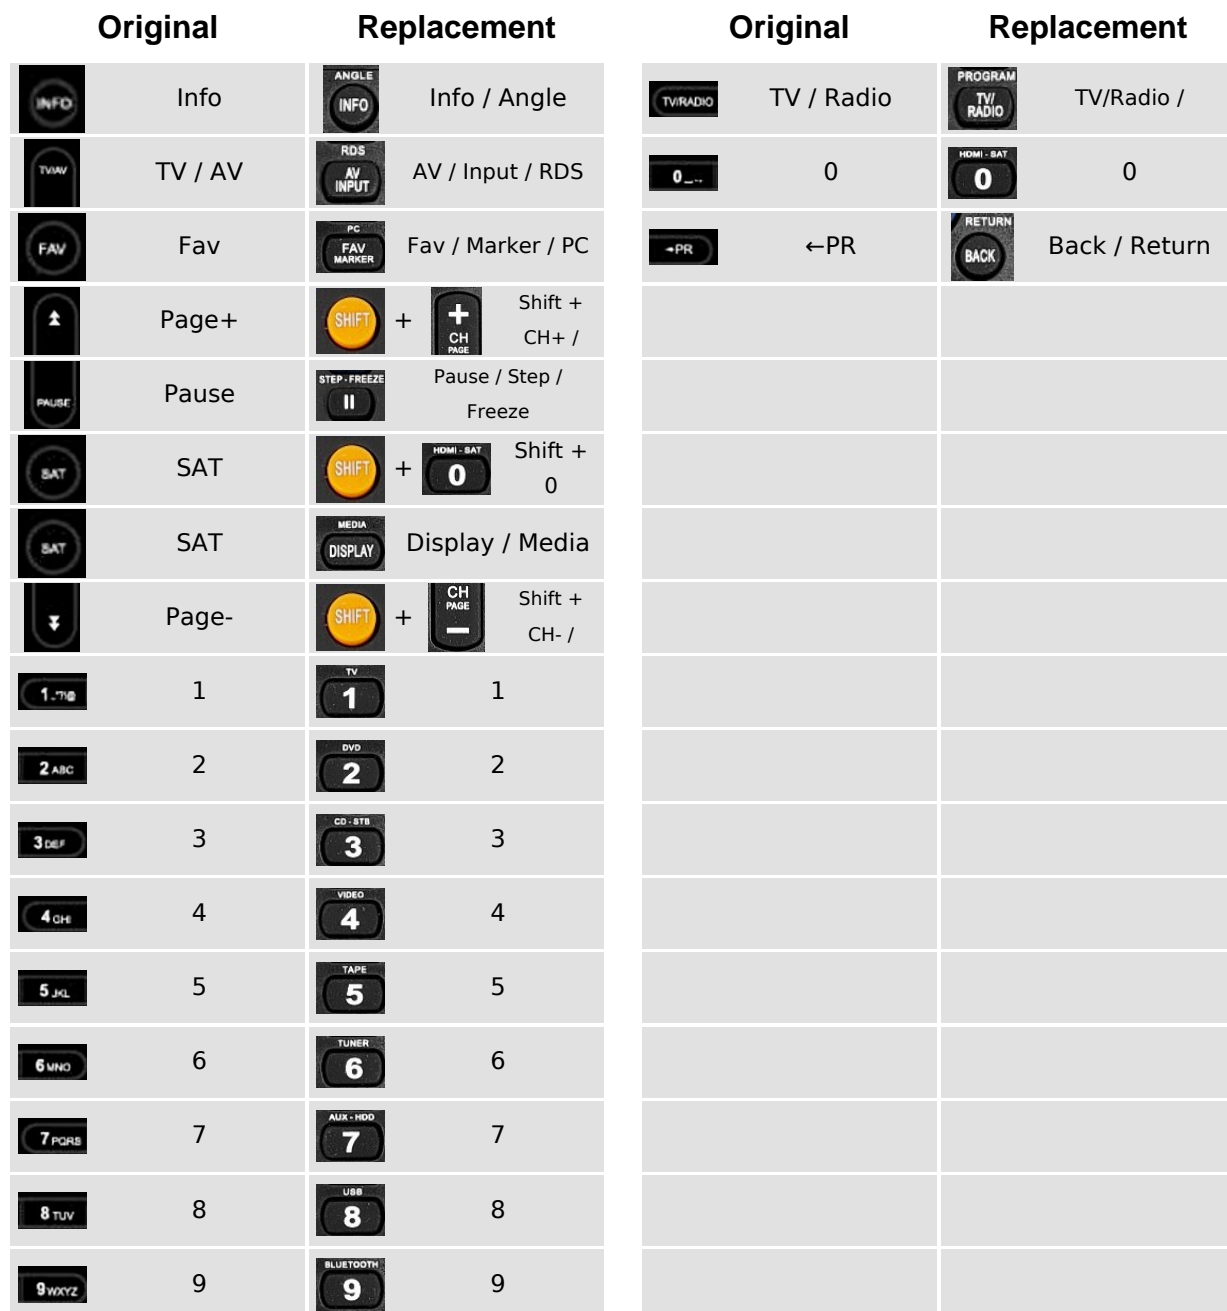 Original Replacement Original Replacement
INFO Info ANGLE INFO Info / Angle TV/RADIO TV / Radio PROGRAM TV/ RADIO TV/Radio /
TV/AV TV / AV RDS AV INPUT AV / Input / RDS 0 0 HDMI - SAT 0 0
FAV Fav PC FAV MARKER Fav / Marker / PC ←PR ←PR RETURN BACK Back / Return
Page+ SHIFT + + CH PAGE Shift + CH+ /
PAUSE Pause STEP - FREEZE Pause / Step / Freeze
SAT SAT SHIFT + HDMI - SAT 0 Shift + 0
SAT SAT MEDIA DISPLAY Display / Media
Page- SHIFT + CH PAGE − Shift + CH- /
1 1 TV 1 1
2 ABC 2 DVD 2 2
3 DEF 3 CD - STB 3 3
4 GHI 4 VIDEO 4 4
5 JKL 5 TAPE 5 5
6 MNO 6 TUNER 6 6
7 PQRS 7 AUX - HDD 7 7
8 TUV 8 USB 8 8
9 WXYZ 9 BLUETOOTH 9 9